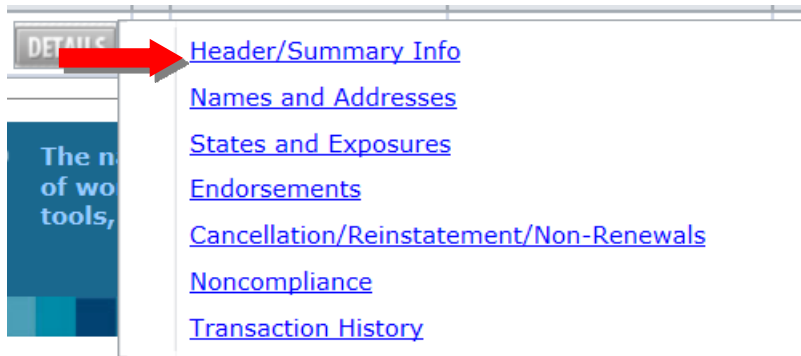 DETAILS
Header/Summary Info
Names and Addresses
States and Exposures
Endorsements
Cancellation/Reinstatement/Non-Renewals
Noncompliance
Transaction History
The
of
tools,